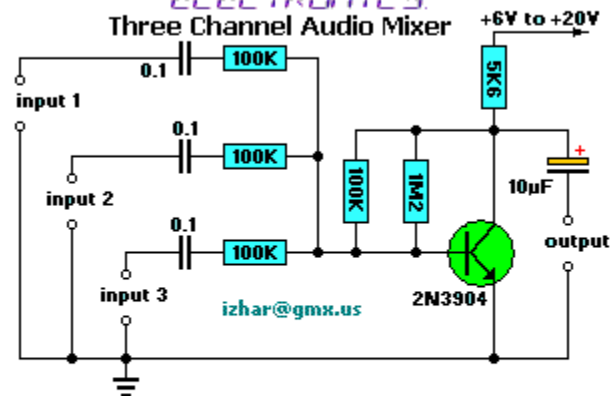 ELECTRONICS.
Three Channel Audio Mixer
+6V to +20V
0.1
100K
5K6
input 1
0.1
100K
100K
1M2
+
10µF
input 2
0.1
100K
output
input 3
izhar@gmx.us
2N3904